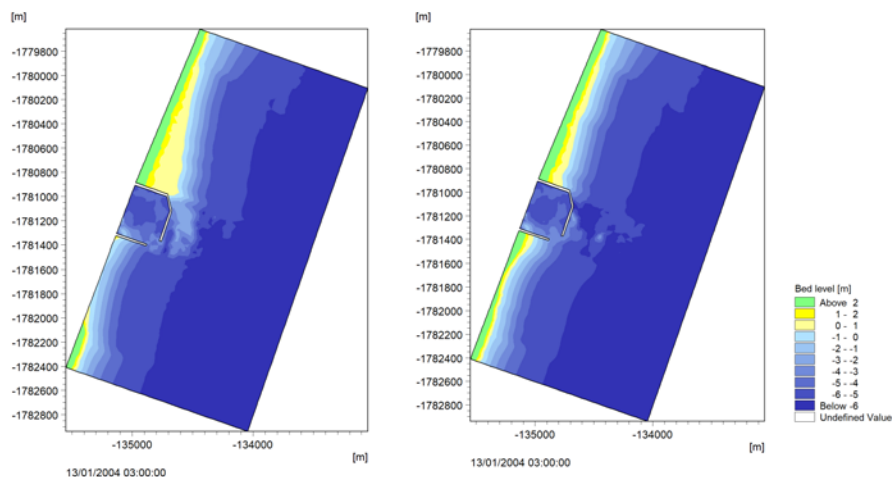 [m]
-1779800
-1780000
-1780200
-1780400
-1780600
-1780800
-1781000
-1781200
-1781400
-1781600
-1781800
-1782000
-1782200
-1782400
-1782600
-1782800
-135000 -134000
[m]
13/01/2004 03:00:00
[m]
-1779800
-1780000
-1780200
-1780400
-1780600
-1780800
-1781000
-1781200
-1781400
-1781600
-1781800
-1782000
-1782200
-1782400
-1782600
-1782800
-135000 -134000
[m]
13/01/2004 03:00:00
Bed level [m]
Above 2
1 - 2
0 - 1
-1 - 0
-2 - -1
-3 - -2
-4 - -3
-5 - -4
-6 - -5
Below -6
Undefined Value